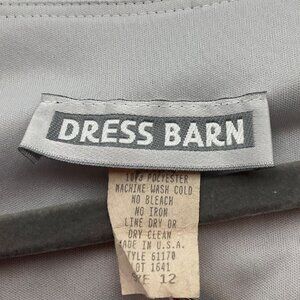 DRESS BARN
POLYESTER
MACHINE WASH COLD
NO BLEACH
NO IRON
LINE DRY OR
DRY CLEAN
MADE IN U.S.A.
STYLE 61170
LOT 1641
SIZE 12